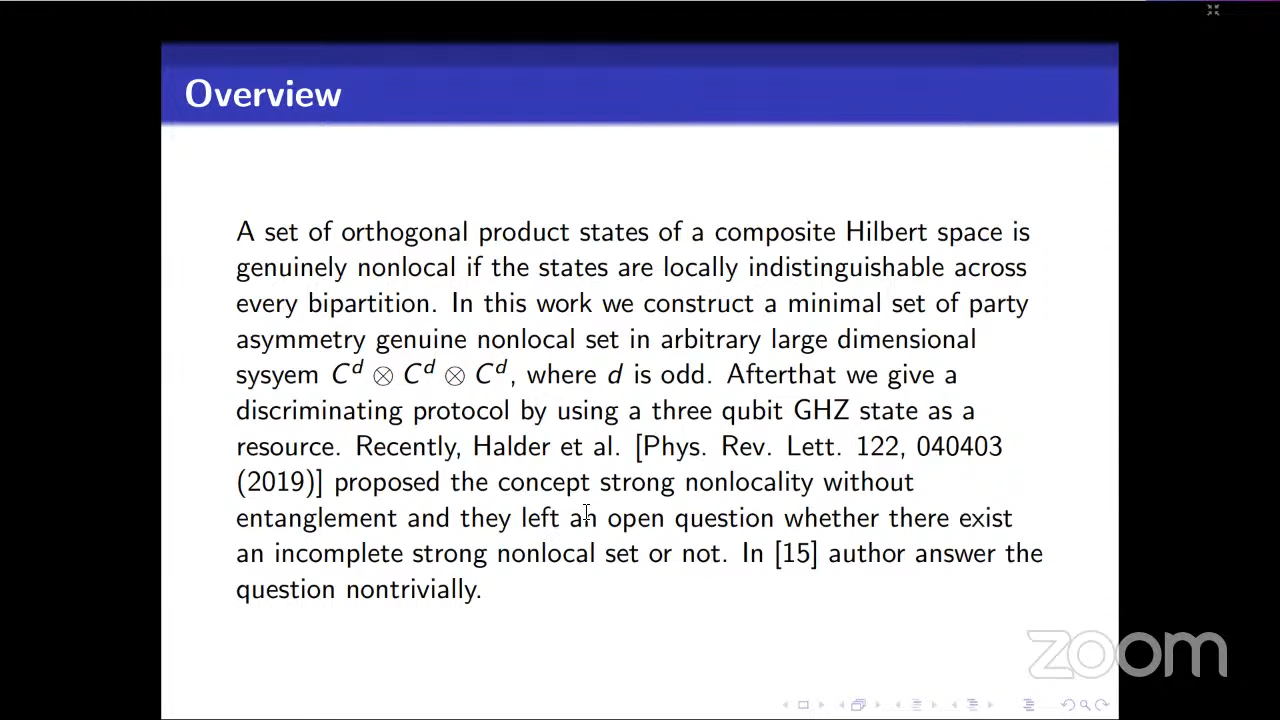 Overview
A set of orthogonal product states of a composite Hilbert space is
genuinely nonlocal if the states are locally indistinguishable across
every bipartition. In this work we construct a minimal set of party
asymmetry genuine nonlocal set in arbitrary large dimensional
sysyem C^d ⊗ C^d ⊗ C^d, where d is odd. Afterthat we give a
discriminating protocol by using a three qubit GHZ state as a
resource. Recently, Halder et al. [Phys. Rev. Lett. 122, 040403
(2019)] proposed the concept strong nonlocality without
entanglement and they left an open question whether there exist
an incomplete strong nonlocal set or not. In [15] author answer the
question nontrivially.
zoom